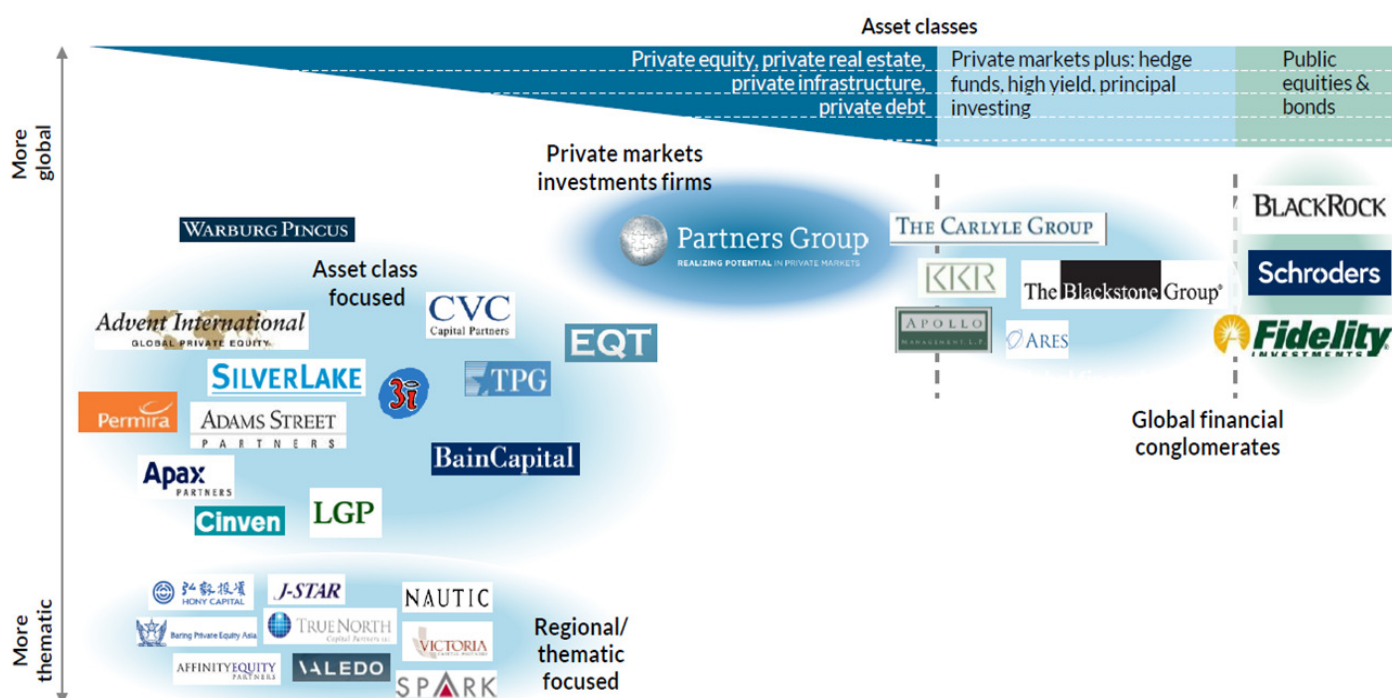 Asset classes
Private equity, private real estate,
private infrastructure,
private debt
Private markets plus: hedge
funds, high yield, principal
investing
Public
equities &
bonds
More
global
Private markets
investments firms
Partners Group
REALIZING POTENTIAL IN PRIVATE MARKETS
THE CARLYLE GROUP
KKR
The Blackstone Group®
APOLLO
MANAGEMENT L.P.
ARES
BLACKROCK
Schroders
Fidelity
INVESTMENTS
Global financial
conglomerates
WARBURG PINCUS
Asset class
focused
CVC
Capital Partners
Advent International
GLOBAL PRIVATE EQUITY
EQT
SILVERLAKE
3i
TPG
Permira
ADAMS STREET
PARTNERS
BainCapital
Apax
PARTNERS
Cinven
LGP
More
thematic
弘毅投資
HONY CAPITAL
J-STAR
NAUTIC
Baring Private Equity Asia
TRUENORTH
Capital Partners
VICTORIA
AFFINITYEQUITY
PARTNERS
VALEDO
SPARK
Regional/
thematic
focused